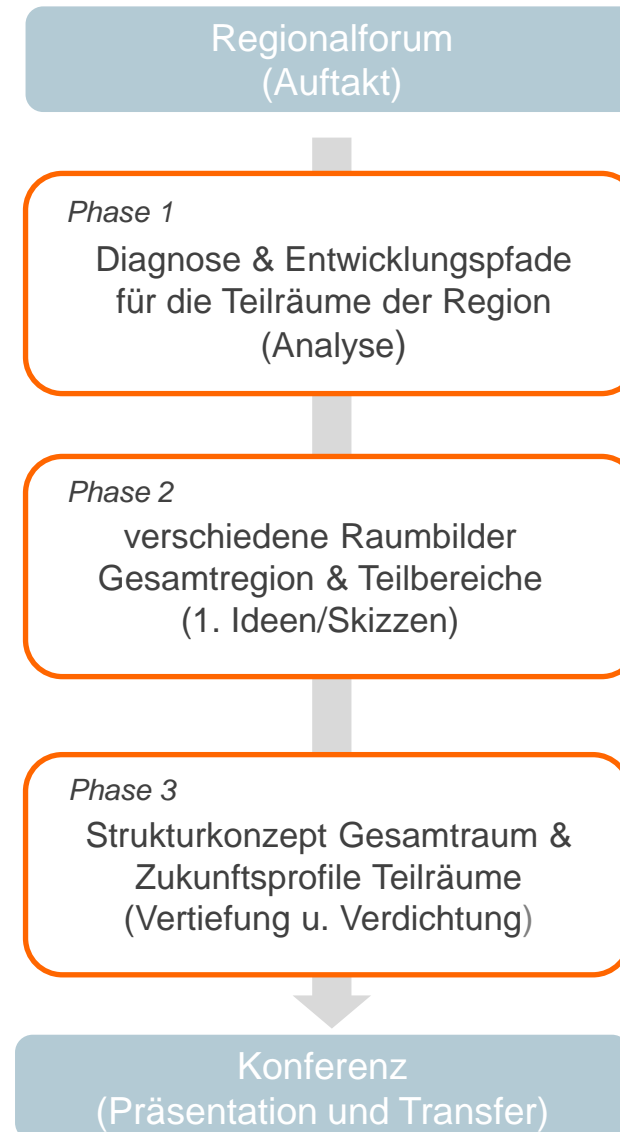 Regionalforum
(Auftakt)
Phase 1
Diagnose & Entwicklungspfade
für die Teilräume der Region
(Analyse)
Phase 2
verschiedene Raumbilder
Gesamtregion & Teilbereiche
(1. Ideen/Skizzen)
Phase 3
Strukturkonzept Gesamtraum &
Zukunftsprofile Teilräume
(Vertiefung u. Verdichtung)
Konferenz
(Präsentation und Transfer)